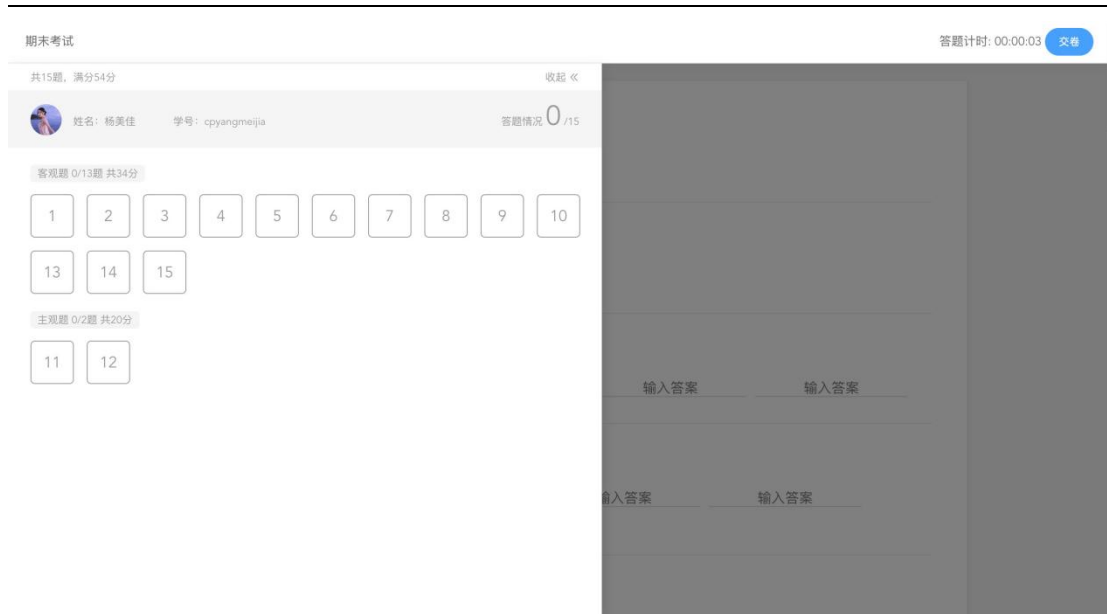 期末考试
答题计时: 00:00:03 交卷
共15题，满分54分 收起 《
姓名：杨美佳 学号：cpyangmeijia 答题情况 0 /15
客观题 0/13题 共34分
1 2 3 4 5 6 7 8 9 10
13 14 15
主观题 0/2题 共20分
11 12
输入答案 输入答案
输入答案 输入答案